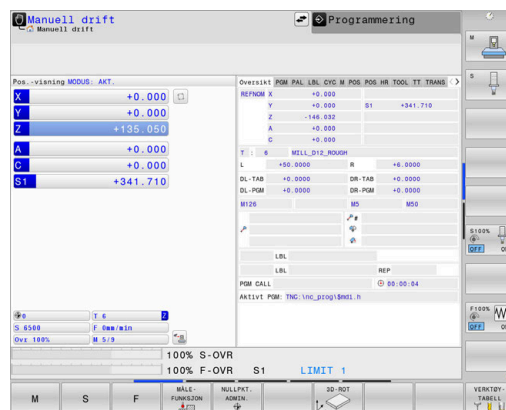 Manuell drift
Manuell drift
Programmering
Pos.-visning MODUS: AKT.
X +0.000
Y +0.000
Z +135.050
A +0.000
C +0.000
S1 +341.710
0 T 6 Z
S 6500 F 0mm/min
Ovr 100% M 5/9
Oversikt PGM PAL LBL CYC M POS POS HR TOOL TT TRANS
REFNOM X +0.000
Y +0.000 S1 +341.710
Z -146.032
A +0.000
C +0.000
T : 6 MILL_D12_ROUGH
L +50.0000 R +6.0000
DL-TAB +0.0000 DR-TAB +0.0000
DL-PGM +0.0000 DR-PGM +0.0000
M126 M5 M50
LBL
LBL REP
PGM CALL 00:00:04
Aktivt PGM: TNC:\nc_prog\$mdi.h
100% S-OVR
100% F-OVR S1 LIMIT 1
M
S
F
MÅLE-
FUNKSJON
NULLPKT.
ADMIN.
3D-ROT
VERKTØY-
TABELL
M
S
S100%
OFF
F100%
OFF